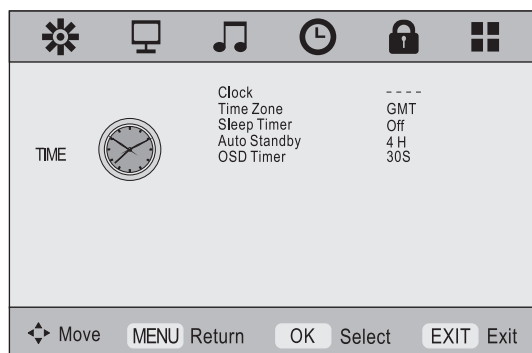 Clock - - - -
Time Zone GMT
Sleep Timer Off
Auto Standby 4 H
TIME
OSD Timer 30S
Move MENU Return OK Select EXIT Exit